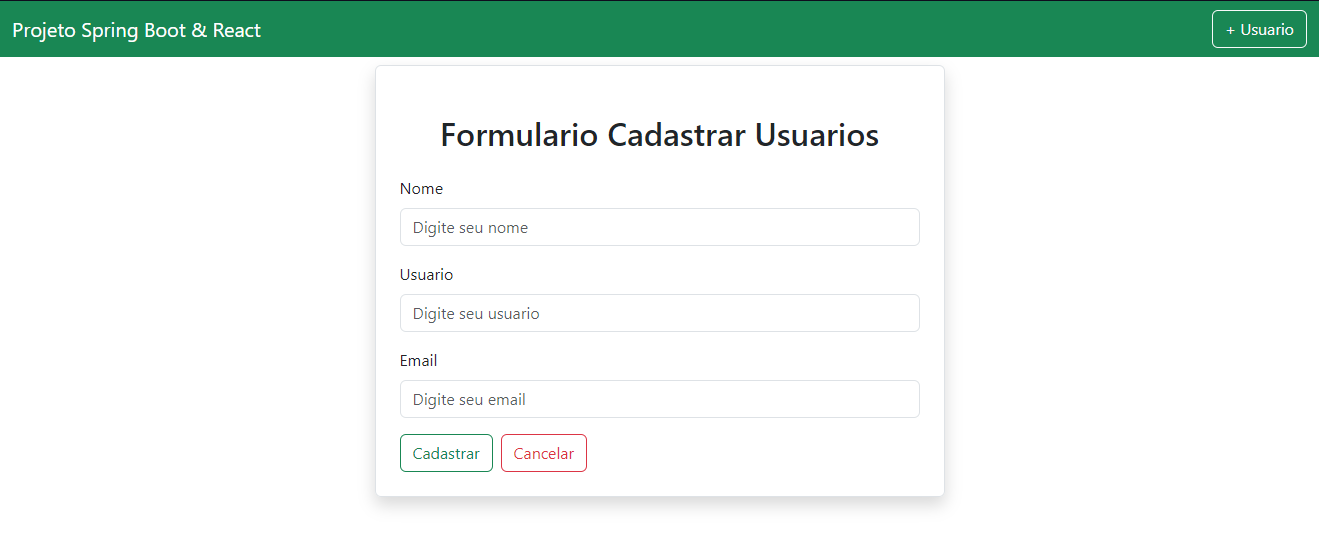 Projeto Spring Boot & React
+ Usuario
Formulario Cadastrar Usuarios
Nome
Digite seu nome
Usuario
Digite seu usuario
Email
Digite seu email
Cadastrar
Cancelar